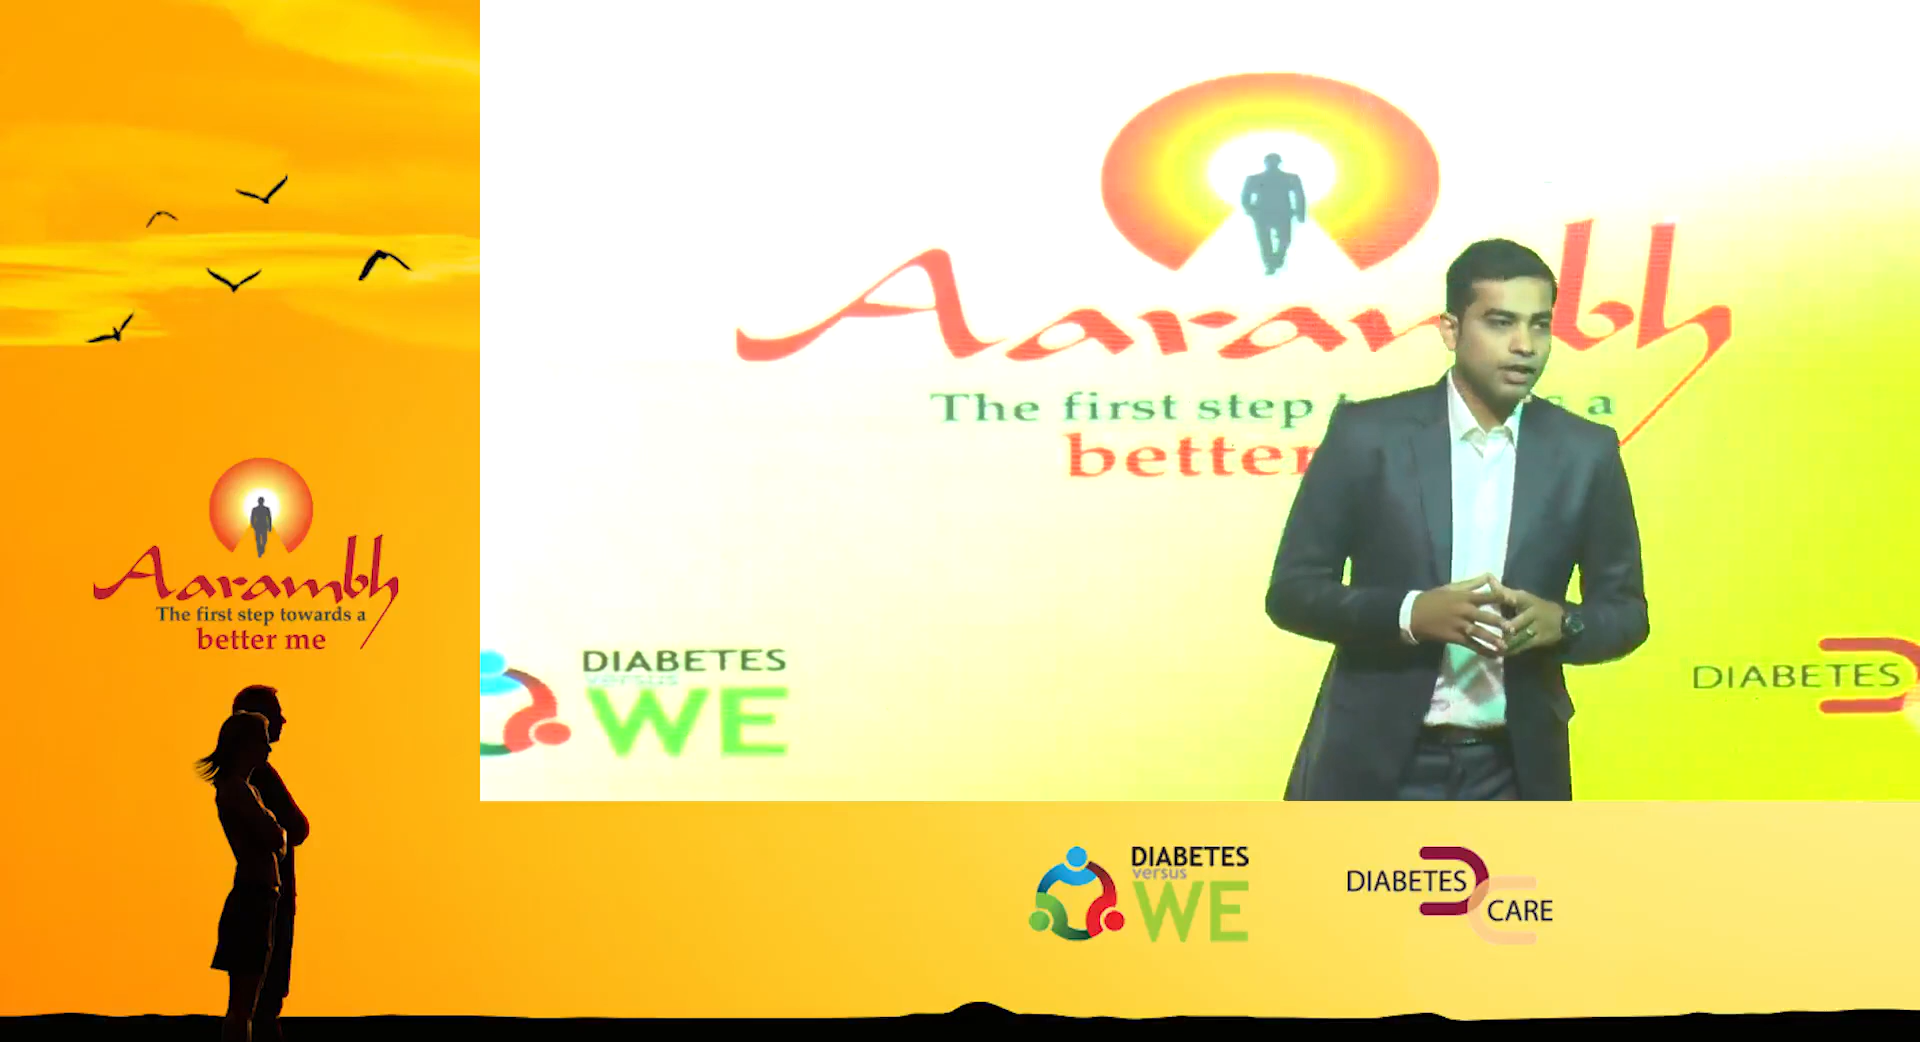 Aarambh
The first step towards a
better me
Aarambh
The first step a
better
DIABETES
versus
WE
DIABETES
DIABETES
versus
WE
DIABETES
CARE